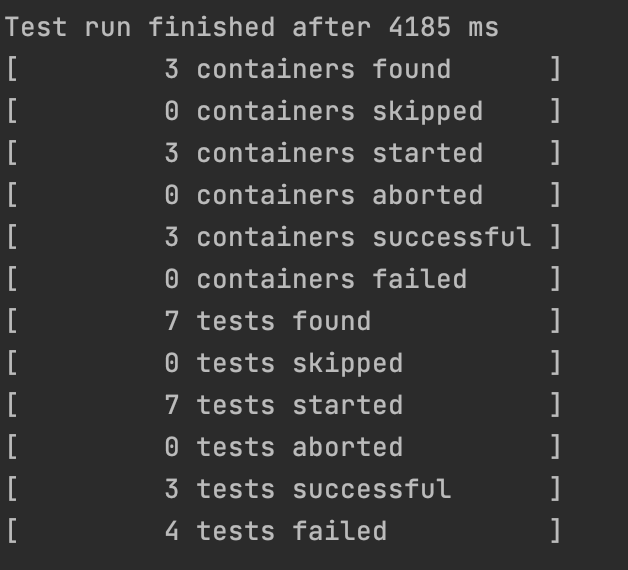 Test run finished after 4185 ms
[         3 containers found      ]
[         0 containers skipped    ]
[         3 containers started    ]
[         0 containers aborted    ]
[         3 containers successful ]
[         0 containers failed     ]
[         7 tests found           ]
[         0 tests skipped         ]
[         7 tests started         ]
[         0 tests aborted         ]
[         3 tests successful      ]
[         4 tests failed          ]